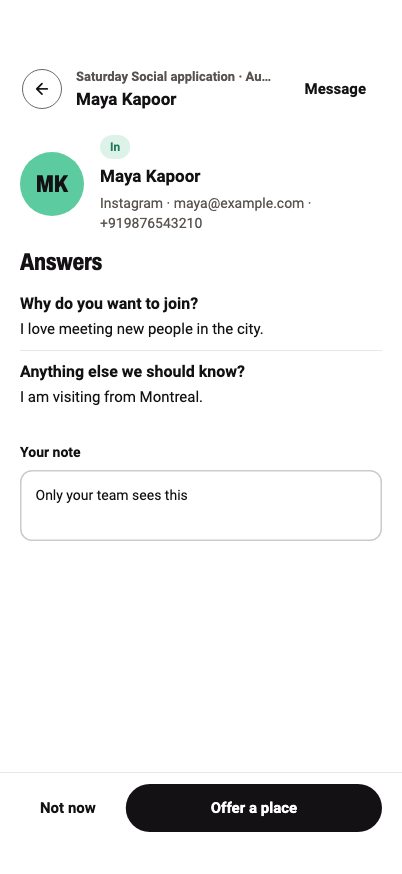 Saturday Social application · Au...
Maya Kapoor
Message
In
MK
Maya Kapoor
Instagram · maya@example.com ·
+919876543210
Answers
Why do you want to join?
I love meeting new people in the city.
Anything else we should know?
I am visiting from Montreal.
Your note
Only your team sees this
Not now
Offer a place